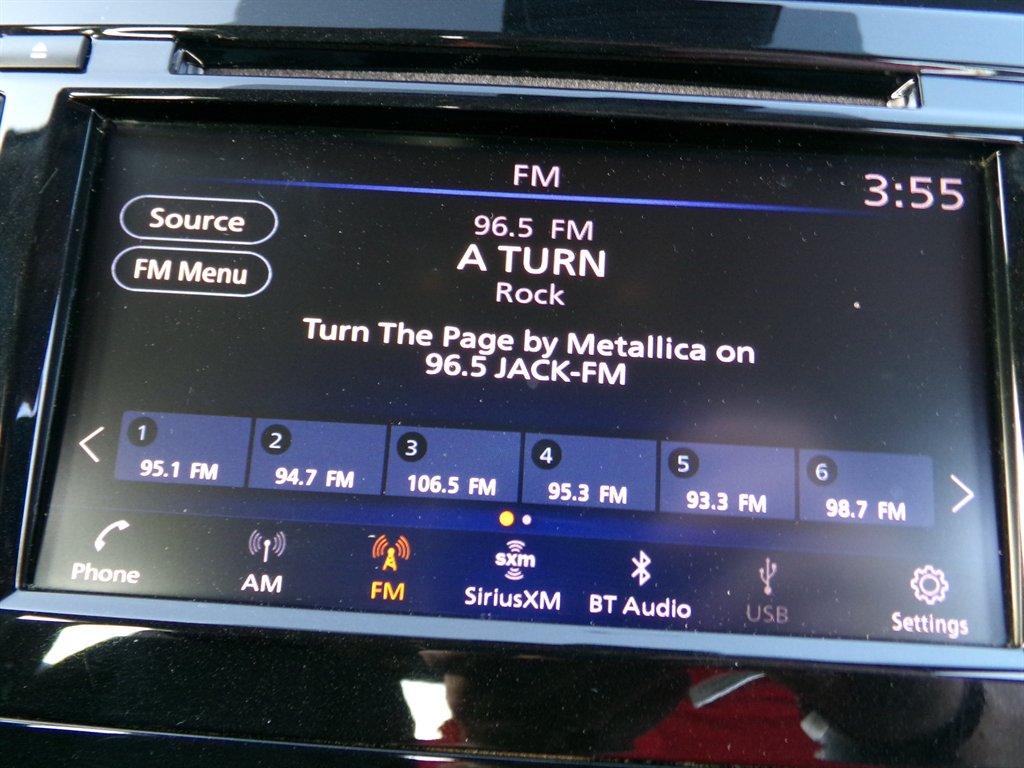 FM
3:55
Source
FM Menu
96.5 FM
A TURN
Rock
Turn The Page by Metallica on
96.5 JACK-FM
1
95.1 FM
2
94.7 FM
3
106.5 FM
4
95.3 FM
5
93.3 FM
6
98.7 FM
Phone
AM
FM
sxm
SiriusXM
BT Audio
USB
Settings